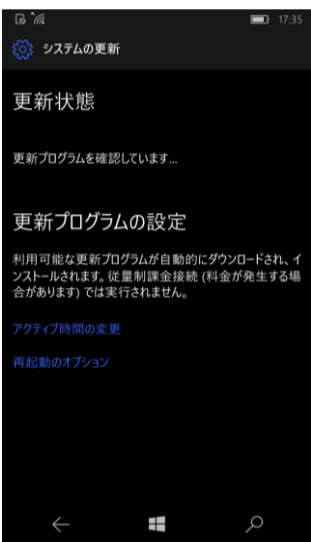 17:35
システムの更新
更新状態
更新プログラムを確認しています...
更新プログラムの設定
利用可能な更新プログラムが自動的にダウンロードされ、イ
ンストールされます。従量制課金接続 (料金が発生する場
合があります) では実行されません。
アクティブ時間の変更
再起動のオプション